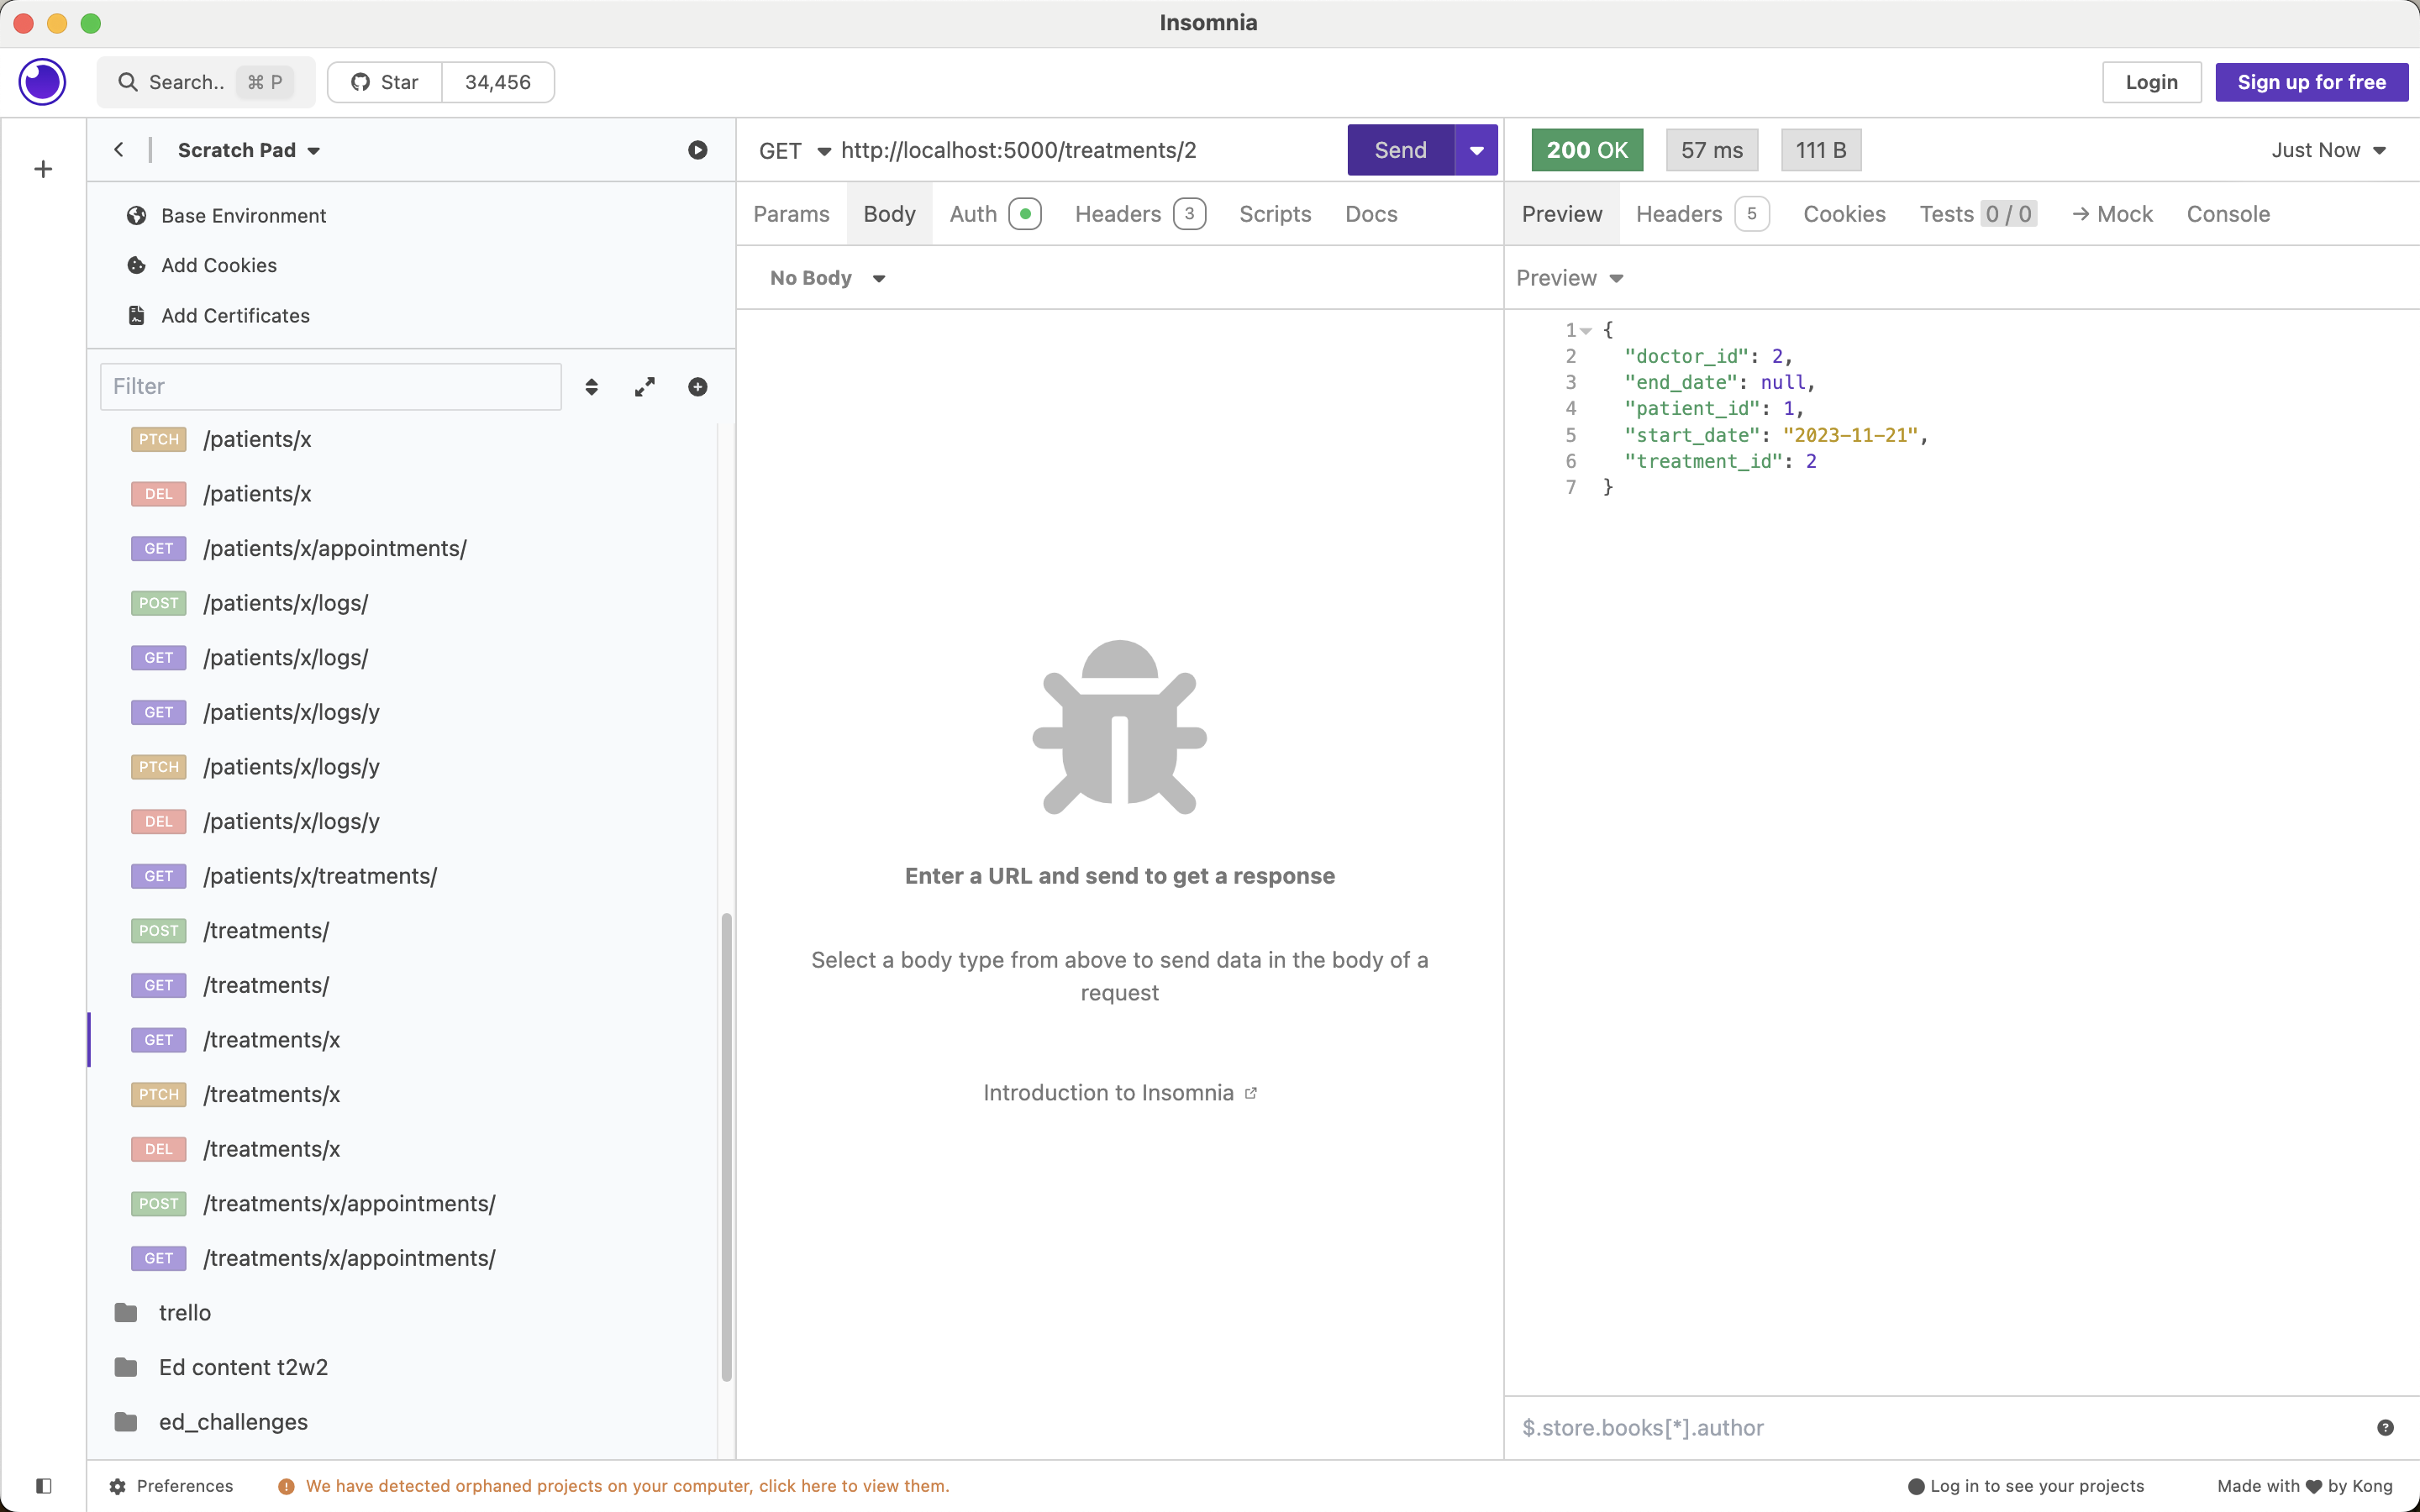 Insomnia
Search.. ⌘ P
Star 34,456
Login
Sign up for free
Scratch Pad
GET http://localhost:5000/treatments/2
Send
200 OK
57 ms
111 B
Just Now
Base Environment
Add Cookies
Add Certificates
Params
Body
Auth
Headers 3
Scripts
Docs
Preview
Headers 5
Cookies
Tests 0 / 0
→ Mock
Console
No Body
Preview
Filter
PTCH /patients/x
DEL /patients/x
GET /patients/x/appointments/
POST /patients/x/logs/
GET /patients/x/logs/
GET /patients/x/logs/y
PTCH /patients/x/logs/y
DEL /patients/x/logs/y
GET /patients/x/treatments/
POST /treatments/
GET /treatments/
GET /treatments/x
PTCH /treatments/x
DEL /treatments/x
POST /treatments/x/appointments/
GET /treatments/x/appointments/
trello
Ed content t2w2
ed_challenges
Enter a URL and send to get a response
Select a body type from above to send data in the body of a
request
Introduction to Insomnia
1 {
2 "doctor_id": 2,
3 "end_date": null,
4 "patient_id": 1,
5 "start_date": "2023-11-21",
6 "treatment_id": 2
7 }
$.store.books[*].author
Preferences
We have detected orphaned projects on your computer, click here to view them.
Log in to see your projects
Made with ♥ by Kong